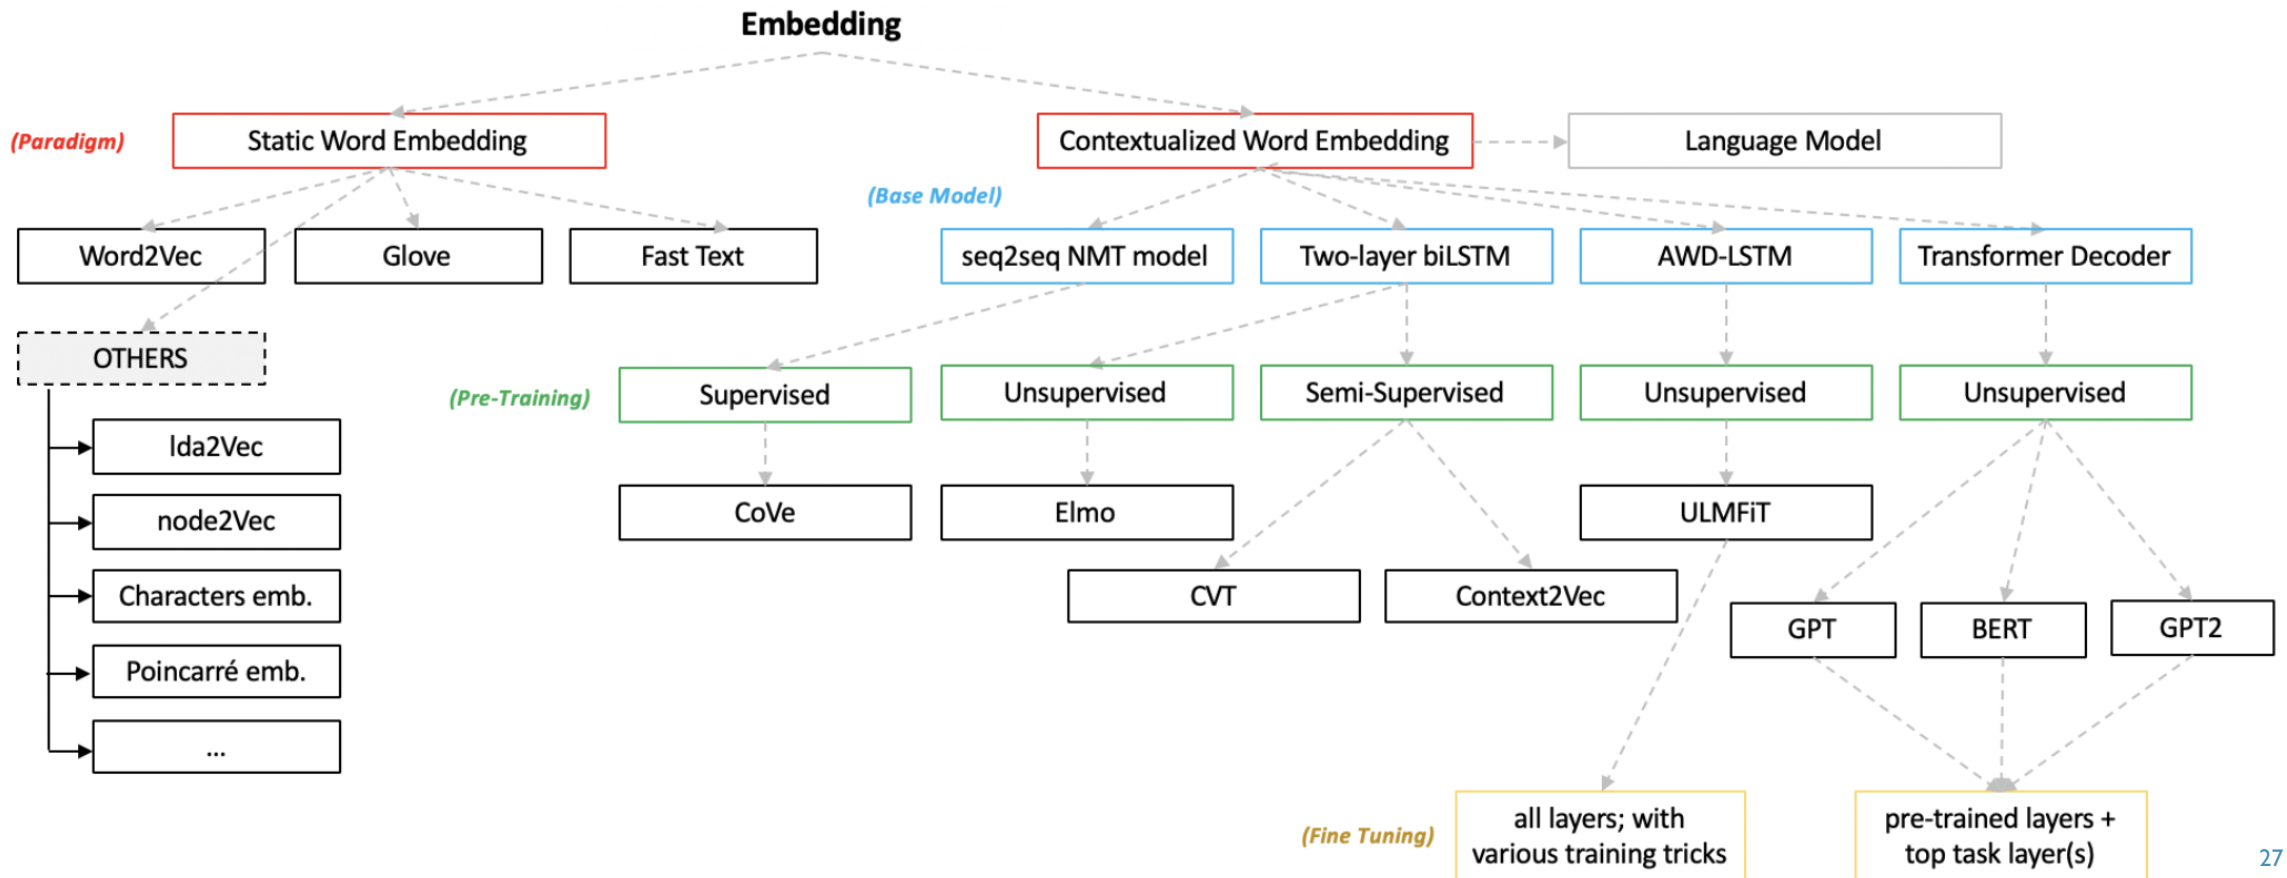 Embedding
(Paradigm)
Static Word Embedding
Contextualized Word Embedding
Language Model
(Base Model)
Word2Vec
Glove
Fast Text
seq2seq NMT model
Two-layer biLSTM
AWD-LSTM
Transformer Decoder
OTHERS
(Pre-Training)
Supervised
Unsupervised
Semi-Supervised
Unsupervised
Unsupervised
lda2Vec
node2Vec
Characters emb.
Poincarré emb.
...
CoVe
Elmo
ULMFiT
CVT
Context2Vec
GPT
BERT
GPT2
(Fine Tuning)
all layers; with
various training tricks
pre-trained layers +
top task layer(s)
27